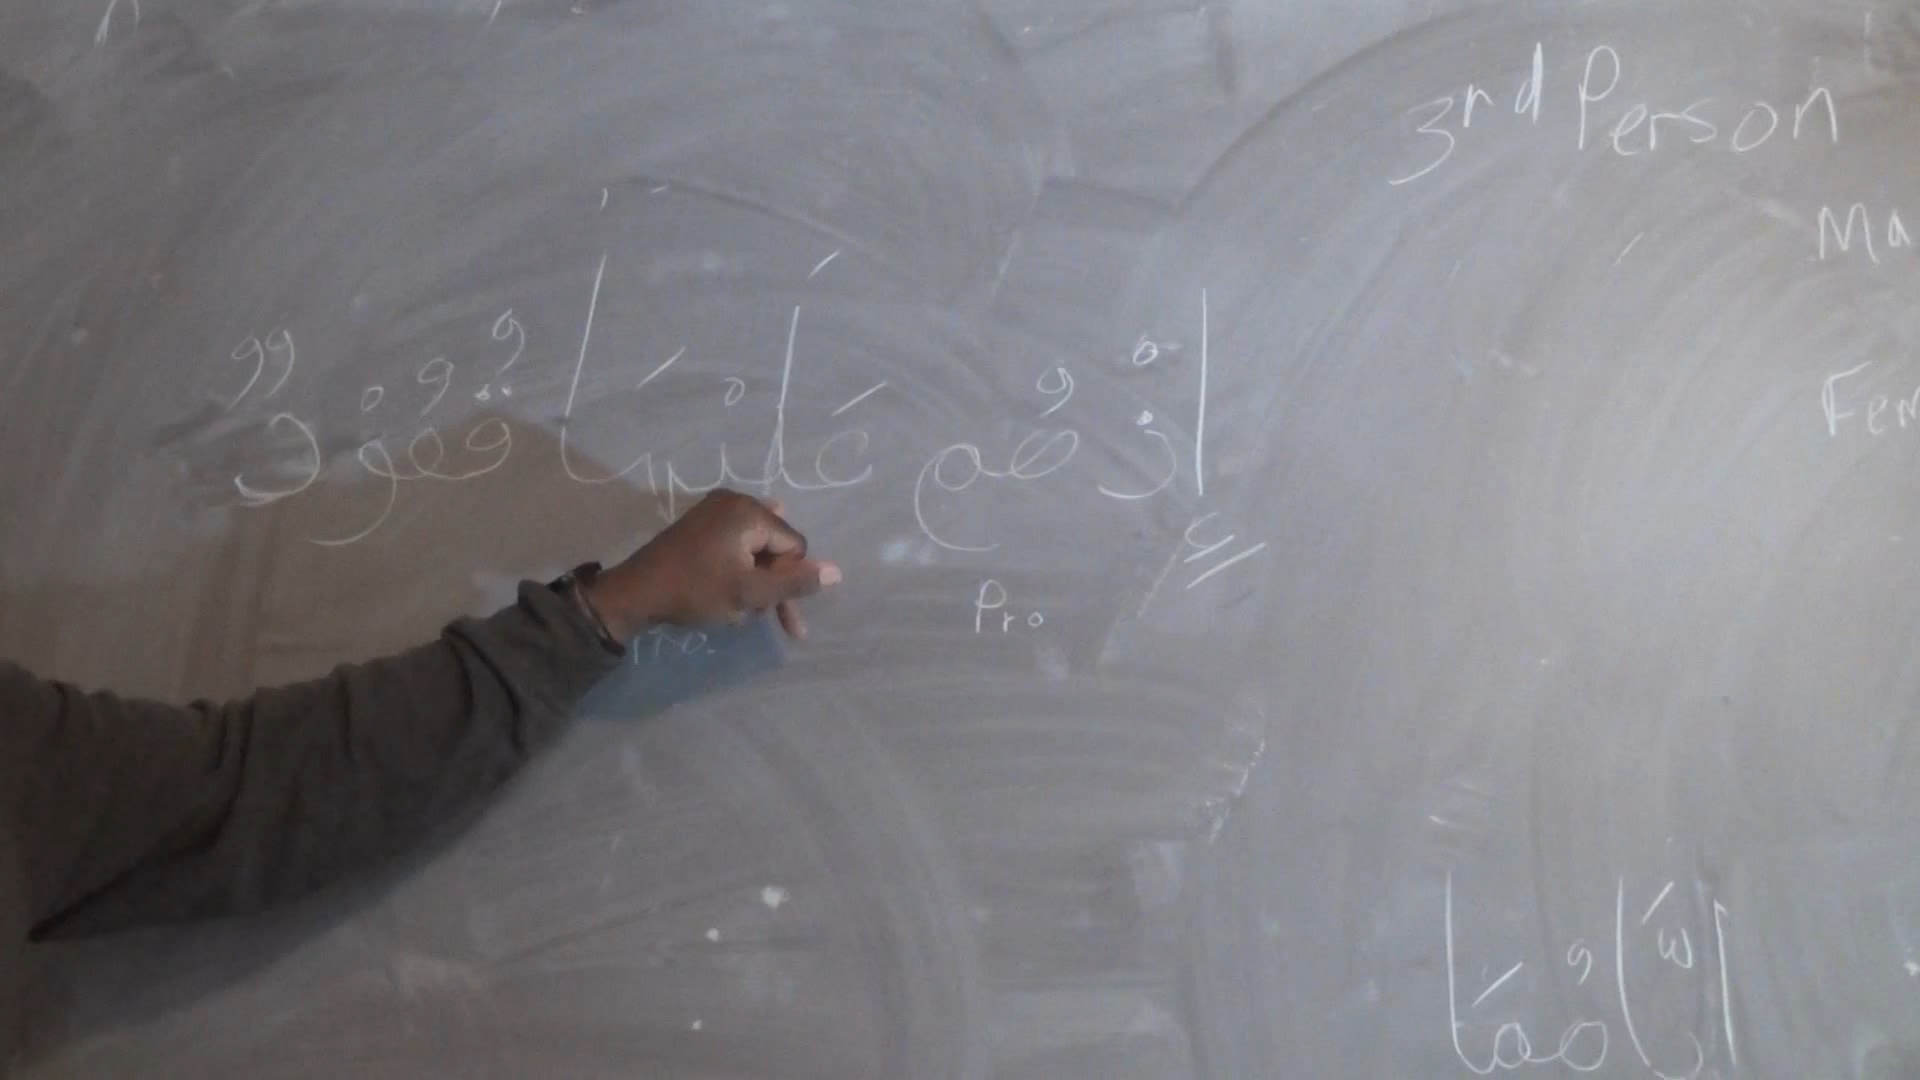 3rd Person
Ma
Fem
اِذْ هُمْ عَلَيْهَا قُعُوْدٌ
Pro
Pro.